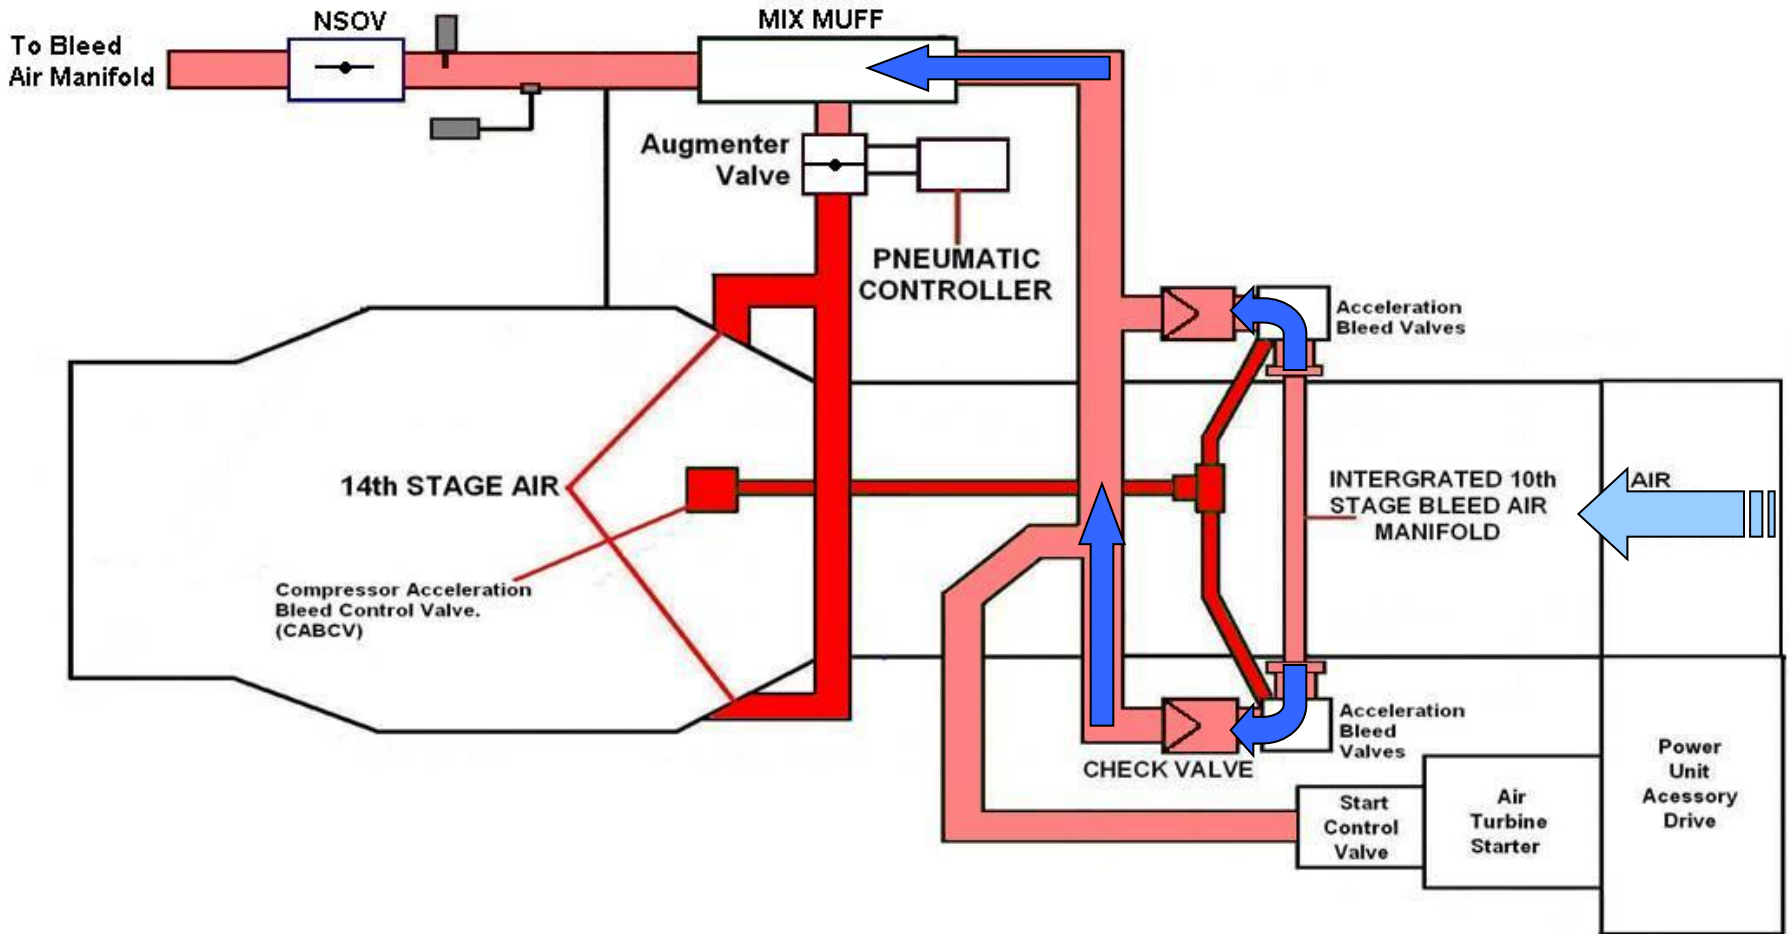 NSOV
MIX MUFF
To Bleed
Air Manifold
Augmenter
Valve
PNEUMATIC
CONTROLLER
Acceleration
Bleed Valves
14th STAGE AIR
INTERGRATED 10th
STAGE BLEED AIR
MANIFOLD
AIR
Compressor Acceleration
Bleed Control Valve.
(CABCV)
Acceleration
Bleed
Valves
CHECK VALVE
Start
Control
Valve
Air
Turbine
Starter
Power
Unit
Acessory
Drive